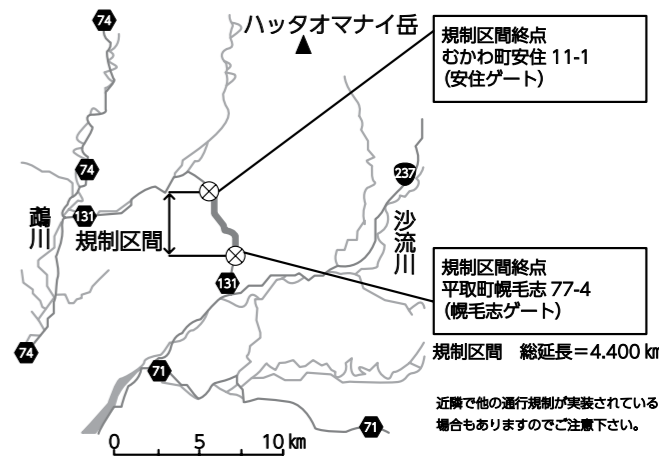 74
ハッタオマナイ岳
規制区間終点
むかわ町安住 11-1
(安住ゲート)
74
237
131
鵡川
規制区間
沙流川
規制区間終点
平取町幌毛志 77-4
(幌毛志ゲート)
131
74
71
規制区間 総延長=4.400 km
近隣で他の通行規制が実装されている
場合もありますのでご注意下さい。
71
0 5 10 km